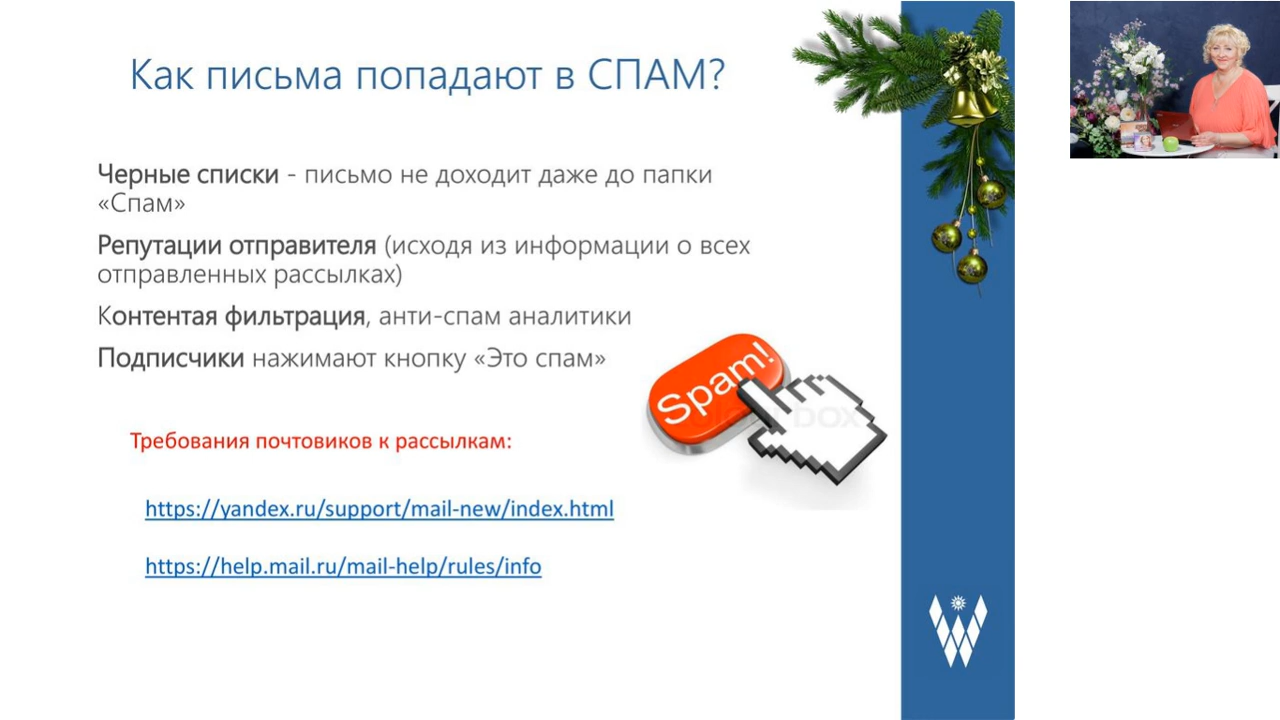 Как письма попадают в СПАМ?
Черные списки - письмо не доходит даже до папки
«Спам»
Репутации отправителя (исходя из информации о всех
отправленных рассылках)
Контентая фильтрация, анти-спам аналитики
Подписчики нажимают кнопку «Это спам»
Spam!
Требования почтовиков к рассылкам:
https://yandex.ru/support/mail-new/index.html
https://help.mail.ru/mail-help/rules/info